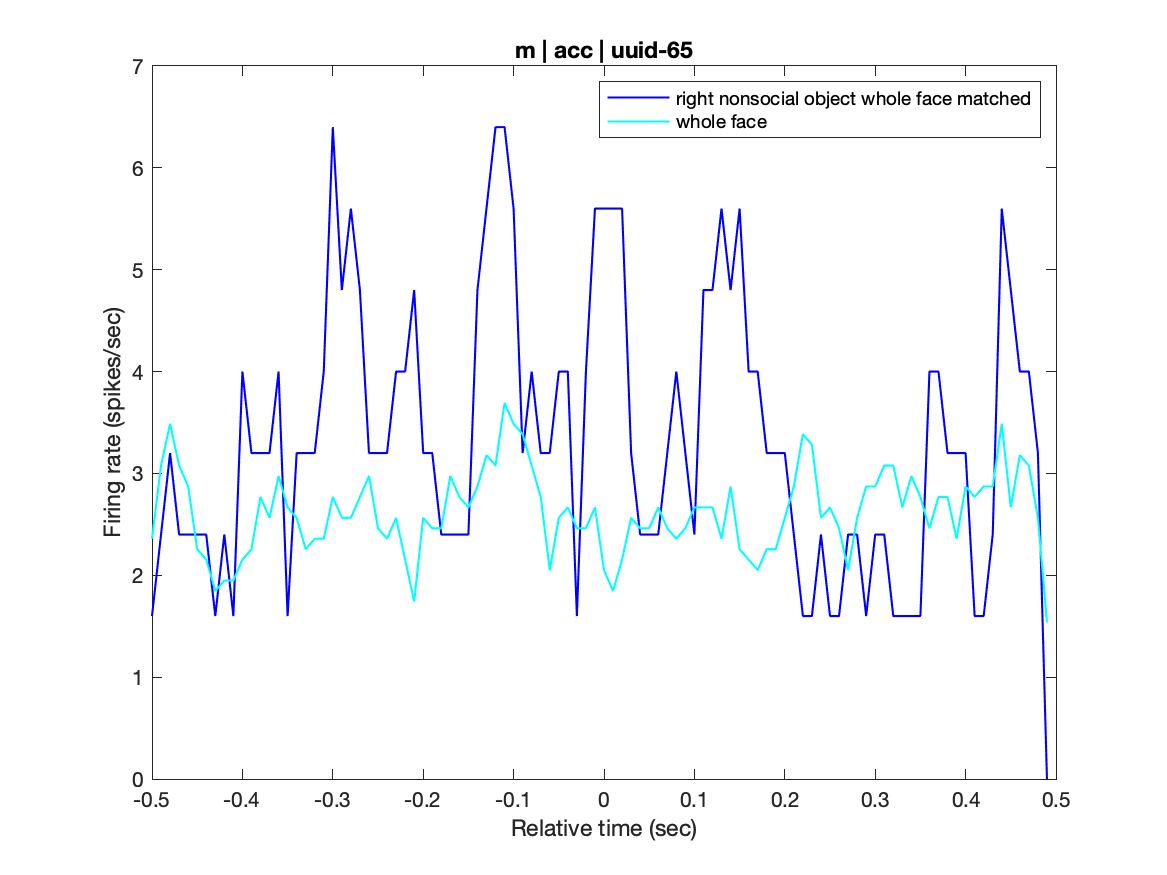 m | acc | uuid-65
7
6
5
4
3
2
1
0
Firing rate (spikes/sec)
right nonsocial object whole face matched
whole face
-0.5 -0.4 -0.3 -0.2 -0.1 0 0.1 0.2 0.3 0.4 0.5
Relative time (sec)